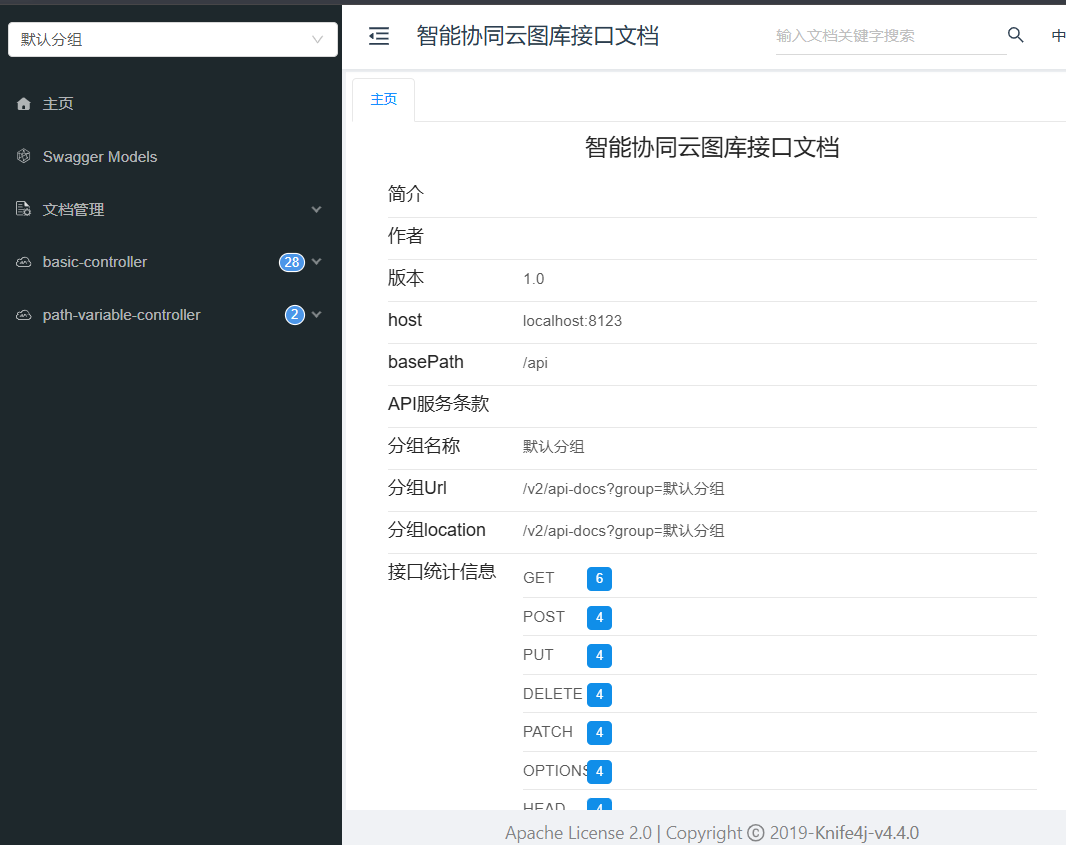 默认分组
主页
Swagger Models
文档管理
basic-controller 28
path-variable-controller 2
智能协同云图库接口文档
输入文档关键字搜索
中
主页
智能协同云图库接口文档
简介
作者
版本 1.0
host localhost:8123
basePath /api
API服务条款
分组名称 默认分组
分组Url /v2/api-docs?group=默认分组
分组location /v2/api-docs?group=默认分组
接口统计信息
GET 6
POST 4
PUT 4
DELETE 4
PATCH 4
OPTIONS 4
HEAD 4
Apache License 2.0 | Copyright © 2019-Knife4j-v4.4.0